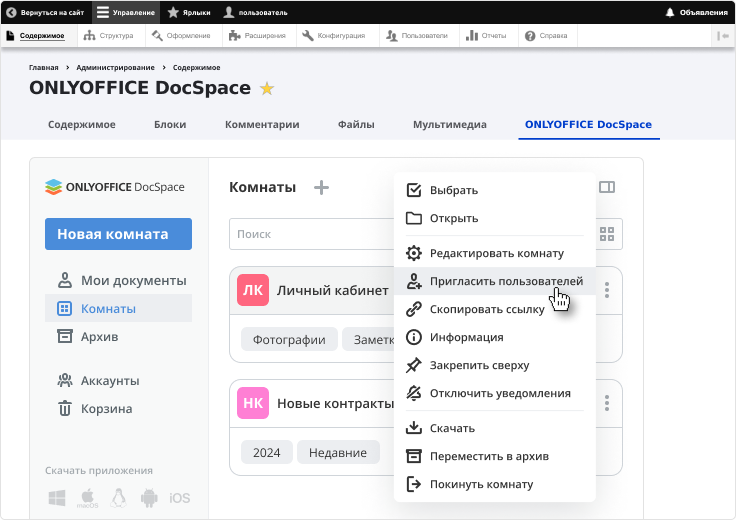 Вернуться на сайт Управление Ярлыки пользователь Объявления
Содержимое Структура Оформление Расширения Конфигурация Пользователи Отчеты Справка
Главная > Администрирование > Содержимое
ONLYOFFICE DocSpace
Содержимое Блоки Комментарии Файлы Мультимедиа ONLYOFFICE DocSpace
ONLYOFFICE DocSpace
Новая комната
Мои документы
Комнаты
Архив
Аккаунты
Корзина
Скачать приложения
macOS
iOS
Комнаты
Поиск
ЛК Личный кабинет
Фотографии Заметк
НК Новые контракты
2024 Недавние
Выбрать
Открыть
Редактировать комнату
Пригласить пользователей
Скопировать ссылку
Информация
Закрепить сверху
Отключить уведомления
Скачать
Переместить в архив
Покинуть комнату